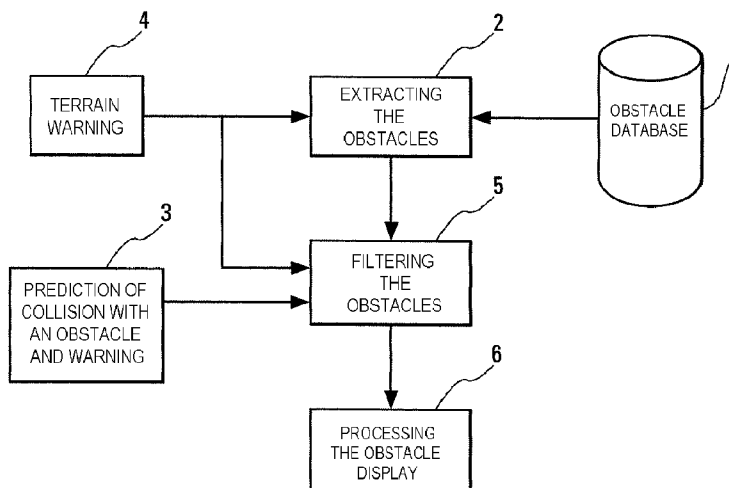 4
TERRAIN
WARNING
2
EXTRACTING
THE
OBSTACLES
OBSTACLE
DATABASE
3
PREDICTION OF
COLLISION WITH
AN OBSTACLE
AND WARNING
5
FILTERING
THE
OBSTACLES
6
PROCESSING
THE OBSTACLE
DISPLAY